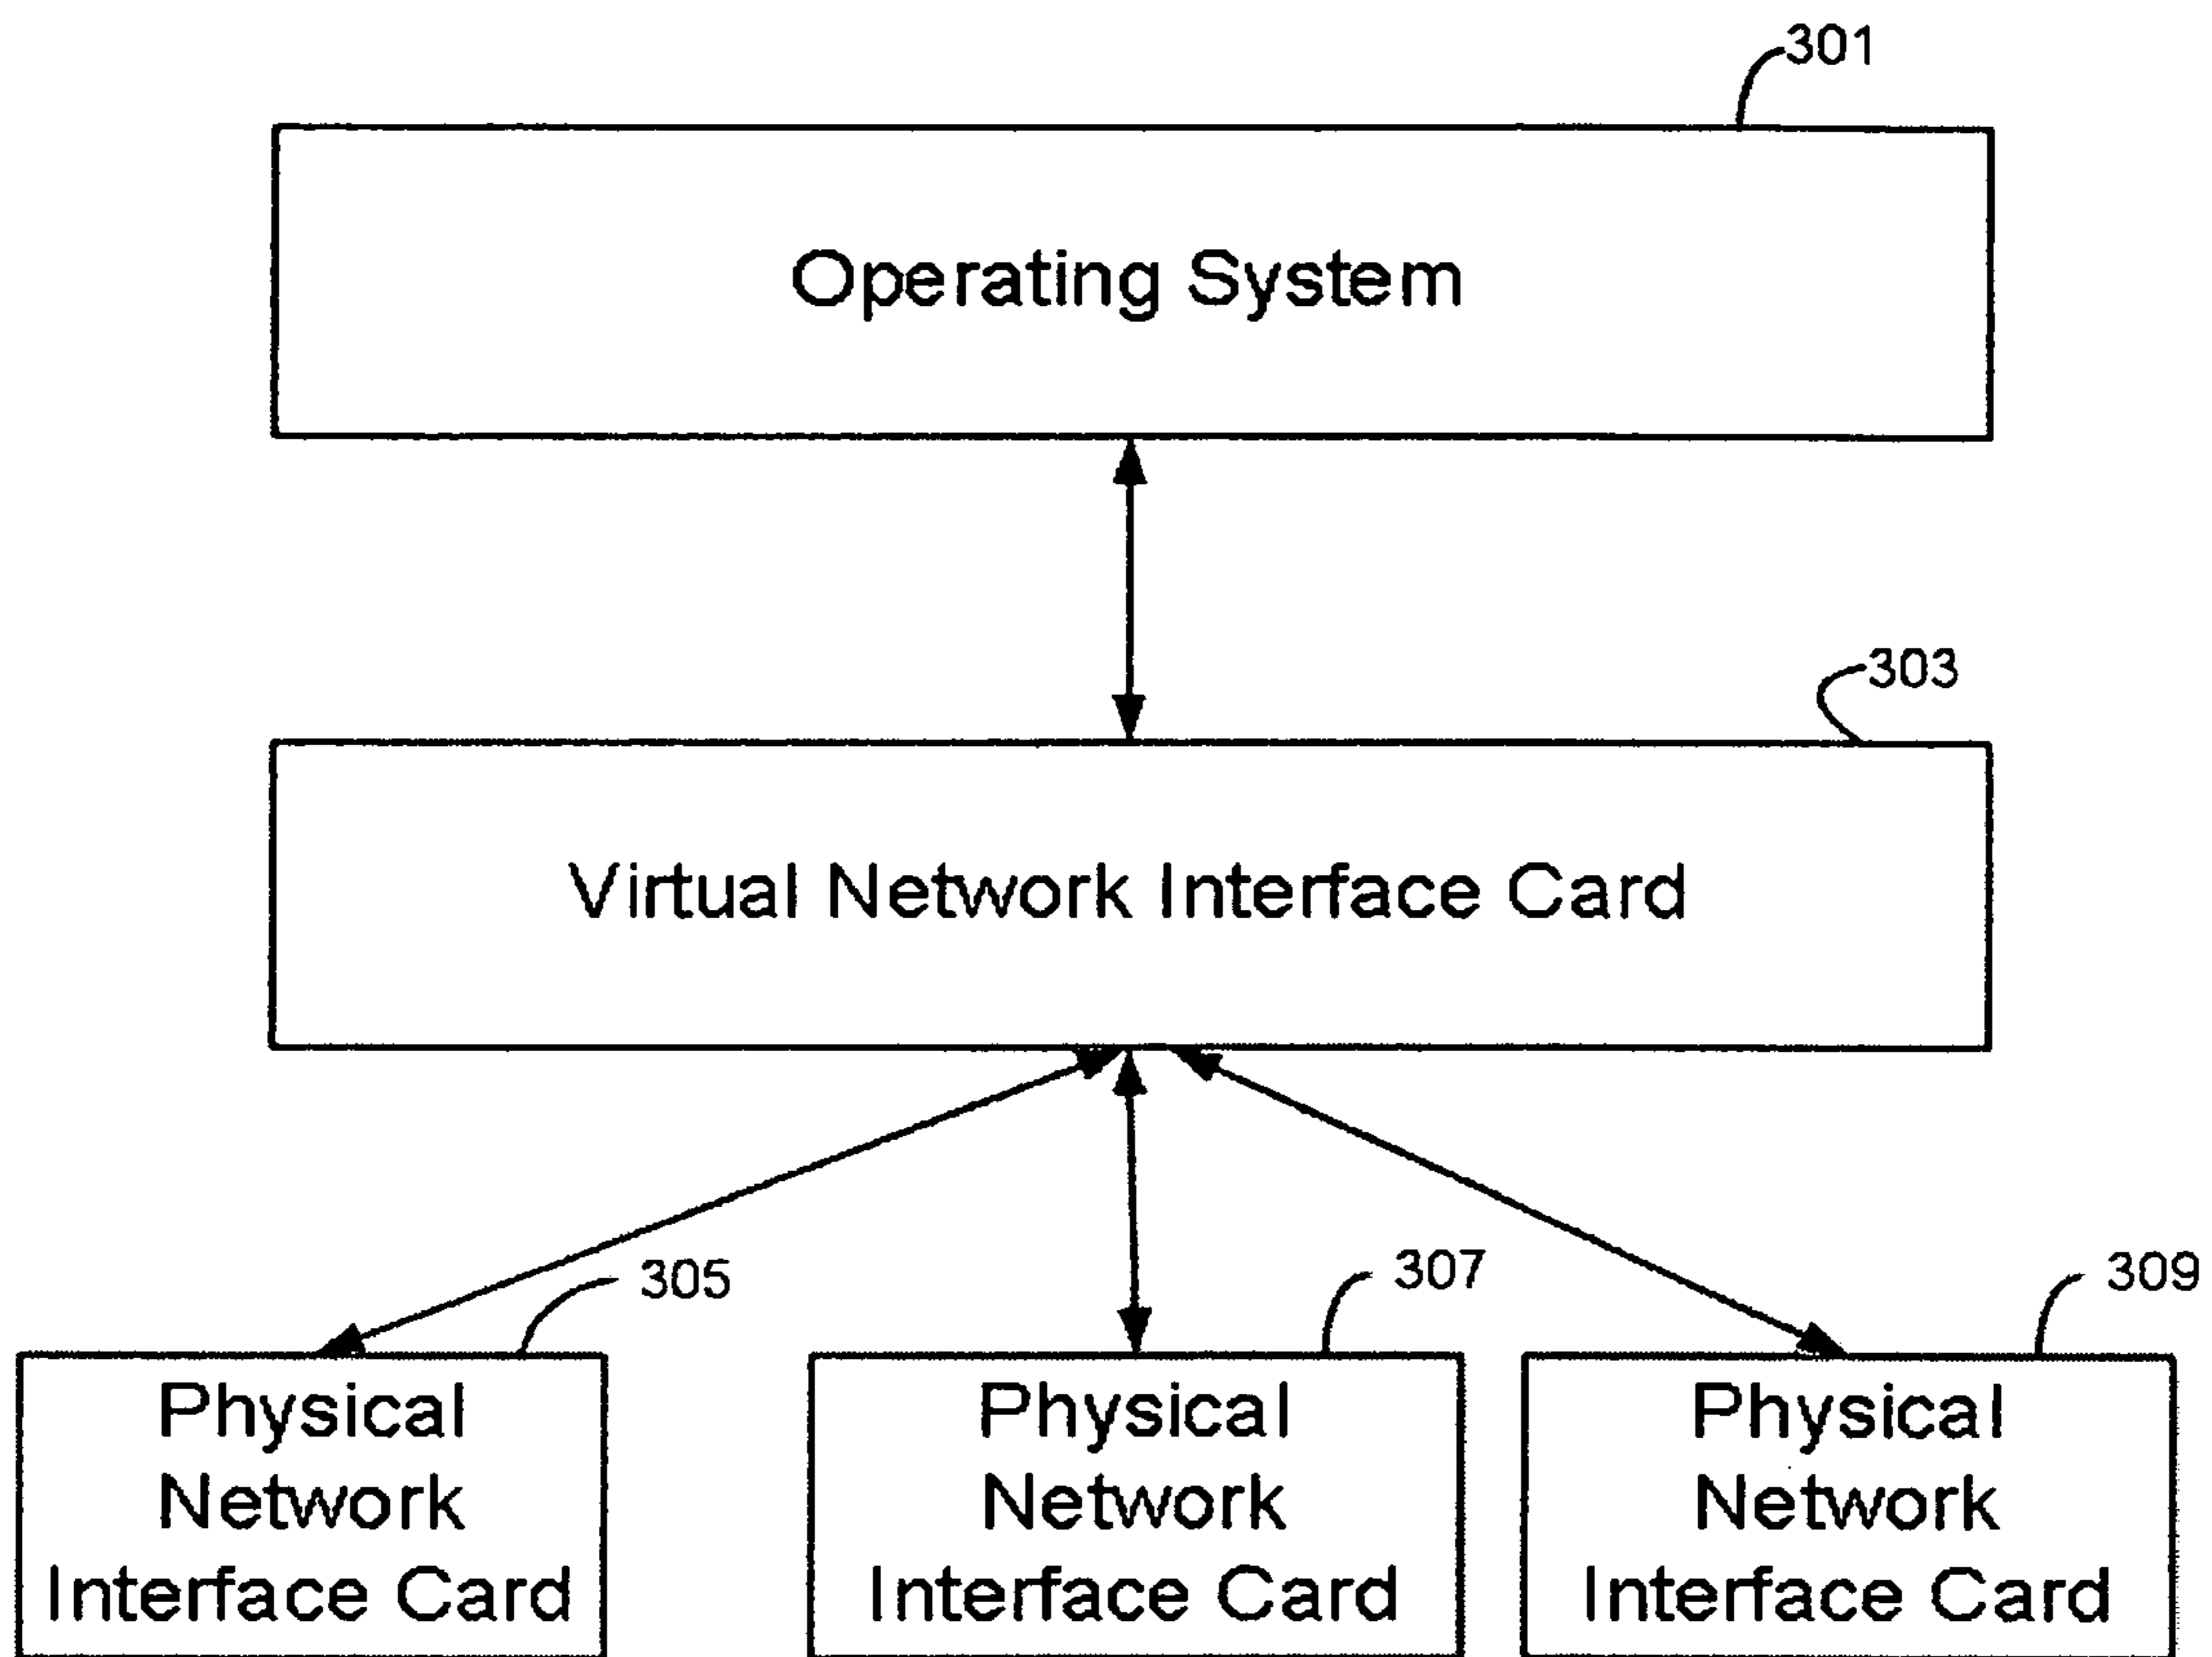 301
Operating System
303
Virtual Network Interface Card
305
307
309
Physical
Network
Interface Card
Physical
Network
Interface Card
Physical
Network
Interface Card